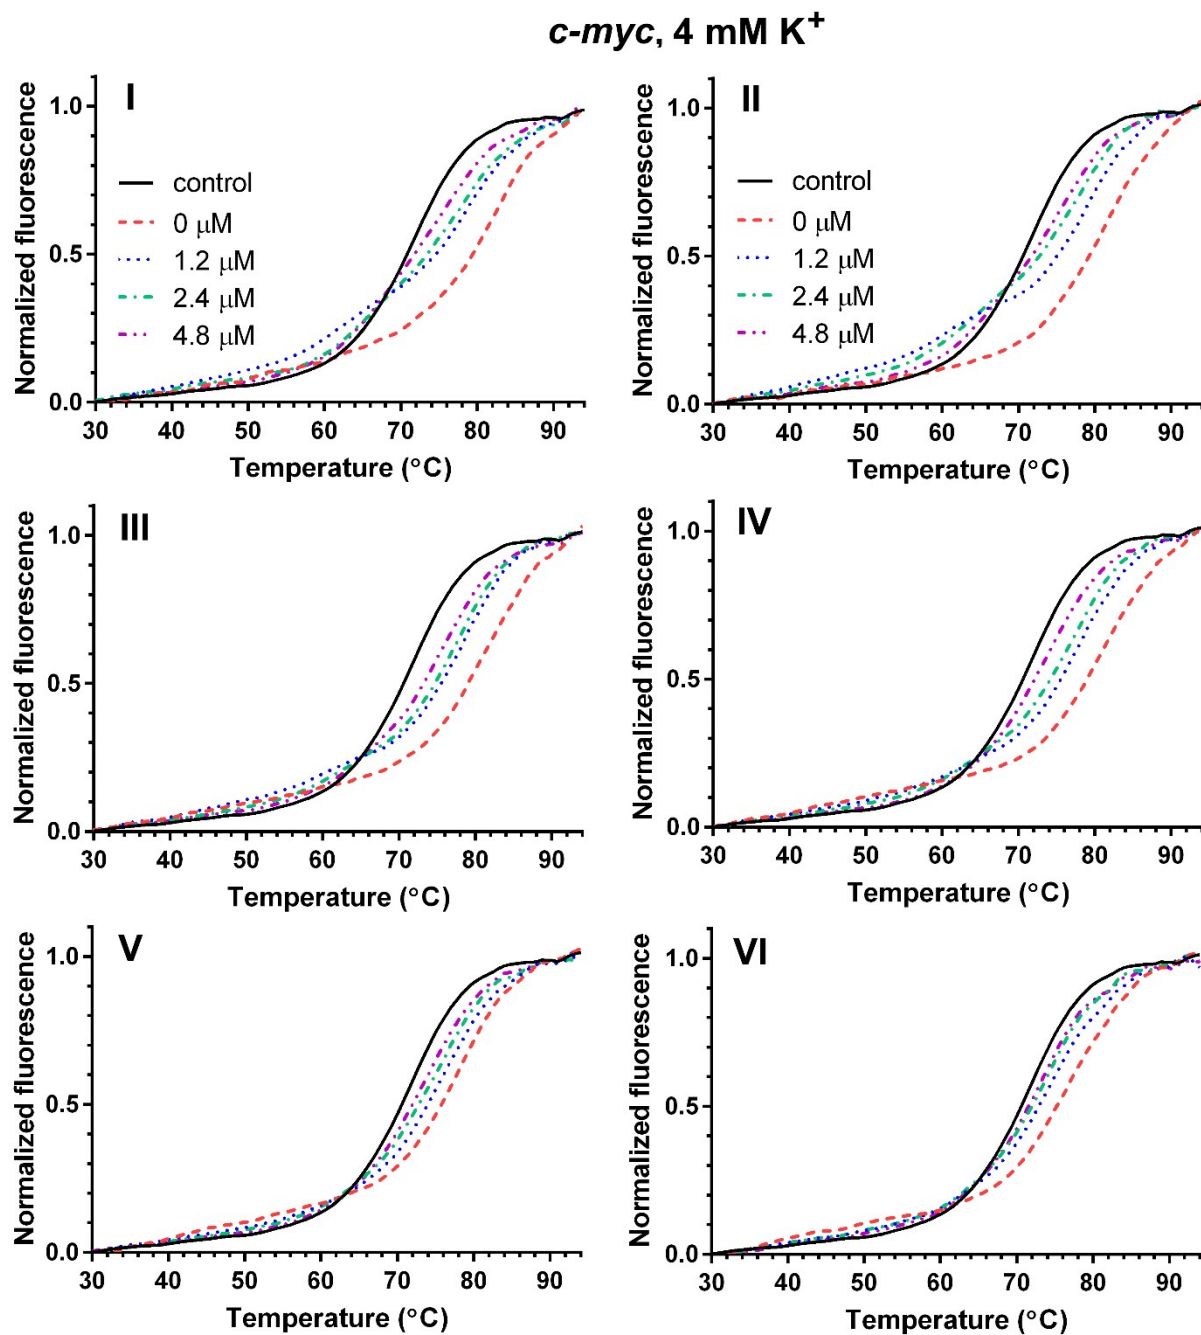 c-myc, 4 mM K+
I
Normalized fluorescence
1.0
0.5
0.0
control
0 μM
1.2 μM
2.4 μM
4.8 μM
30 40 50 60 70 80 90
Temperature (°C)
II
Normalized fluorescence
1.0
0.5
0.0
control
0 μM
1.2 μM
2.4 μM
4.8 μM
30 40 50 60 70 80 90
Temperature (°C)
III
Normalized fluorescence
1.0
0.5
0.0
30 40 50 60 70 80 90
Temperature (°C)
IV
Normalized fluorescence
1.0
0.5
0.0
30 40 50 60 70 80 90
Temperature (°C)
V
Normalized fluorescence
1.0
0.5
0.0
30 40 50 60 70 80 90
Temperature (°C)
VI
Normalized fluorescence
1.0
0.5
0.0
30 40 50 60 70 80 90
Temperature (°C)